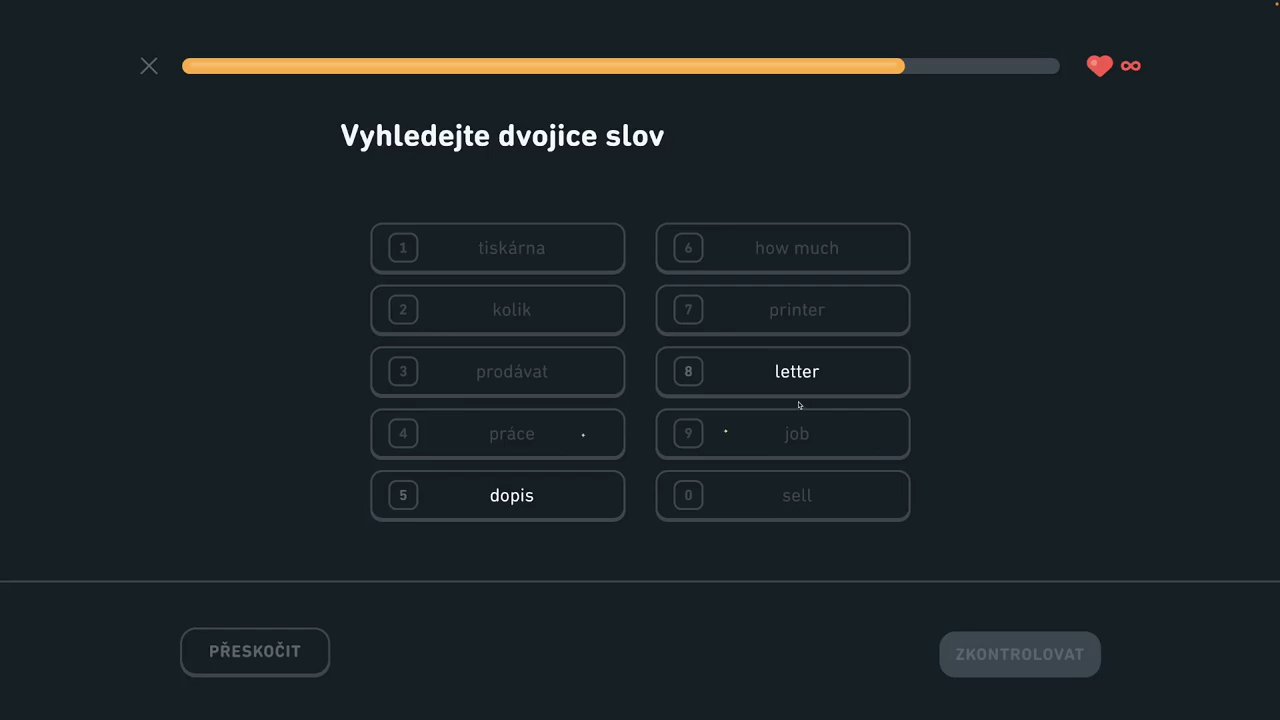 Vyhledejte dvojice slov
1 tiskárna
6 how much
2 kolik
7 printer
3 prodávat
8 letter
4 práce
9 job
5 dopis
0 sell
PŘESKOČIT
ZKONTROLOVAT